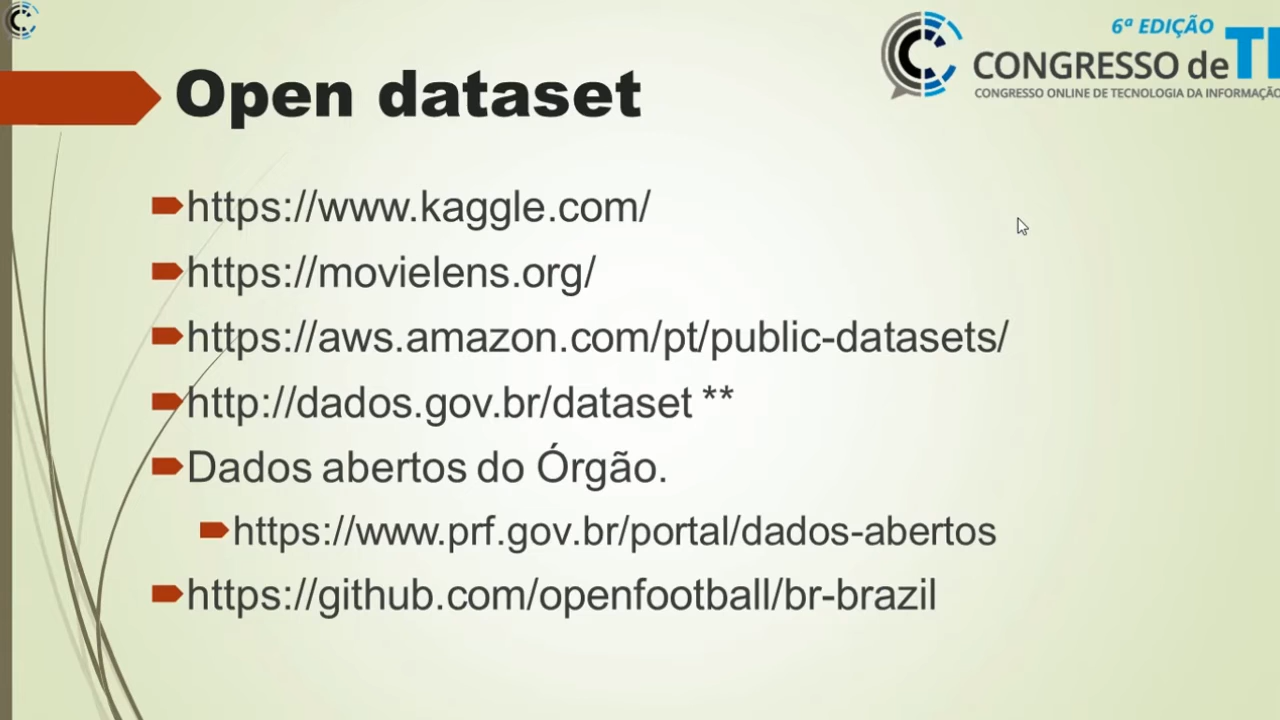 6ª EDIÇÃO
CONGRESSO de TI
CONGRESSO ONLINE DE TECNOLOGIA DA INFORMAÇÃO
Open dataset
https://www.kaggle.com/
https://movielens.org/
https://aws.amazon.com/pt/public-datasets/
http://dados.gov.br/dataset **
Dados abertos do Órgão.
https://www.prf.gov.br/portal/dados-abertos
https://github.com/openfootball/br-brazil